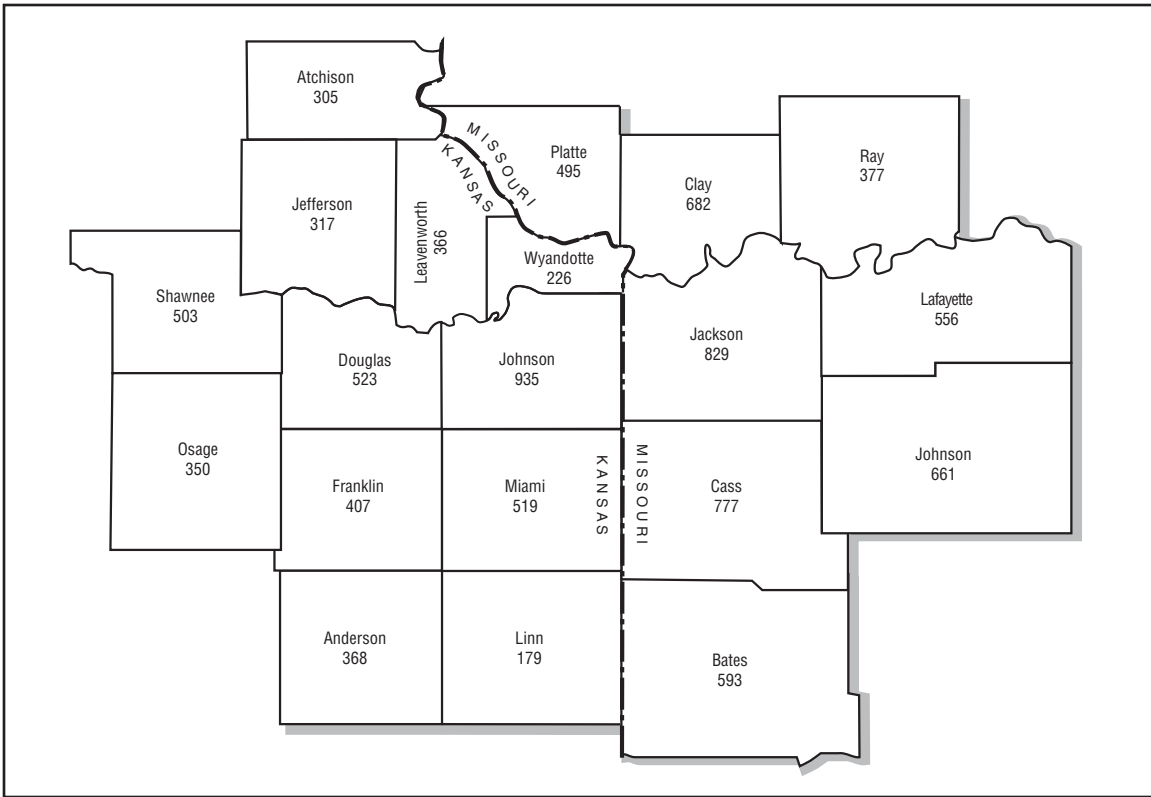 Atchison
305
MISSOURI
KANSAS
Platte
495
Ray
377
Clay
682
Jefferson
317
Leavenworth
366
Wyandotte
226
Shawnee
503
Lafayette
556
Jackson
829
Douglas
523
Johnson
935
Osage
350
Johnson
661
Franklin
407
Miami
519
KANSAS
MISSOURI
Cass
777
Anderson
368
Linn
179
Bates
593